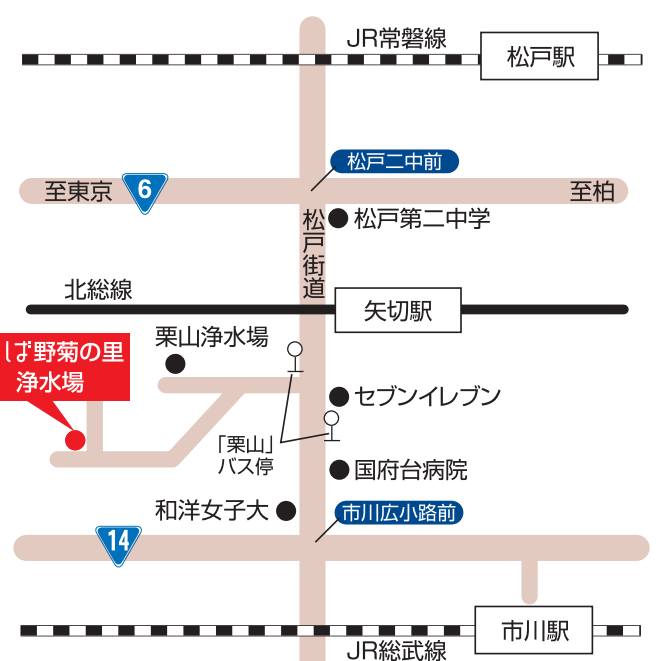 JR常磐線
松戸駅
松戸二中前
至東京
6
至柏
松戸街道
松戸第二中学
北総線
矢切駅
栗山浄水場
ば野菊の里
浄水場
セブンイレブン
「栗山」
バス停
国府台病院
和洋女子大
市川広小路前
14
市川駅
JR総武線